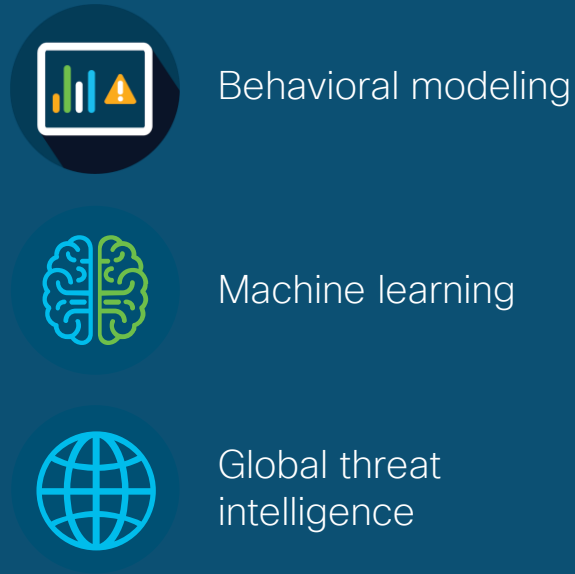 Behavioral modeling
Machine learning
Global threat
intelligence